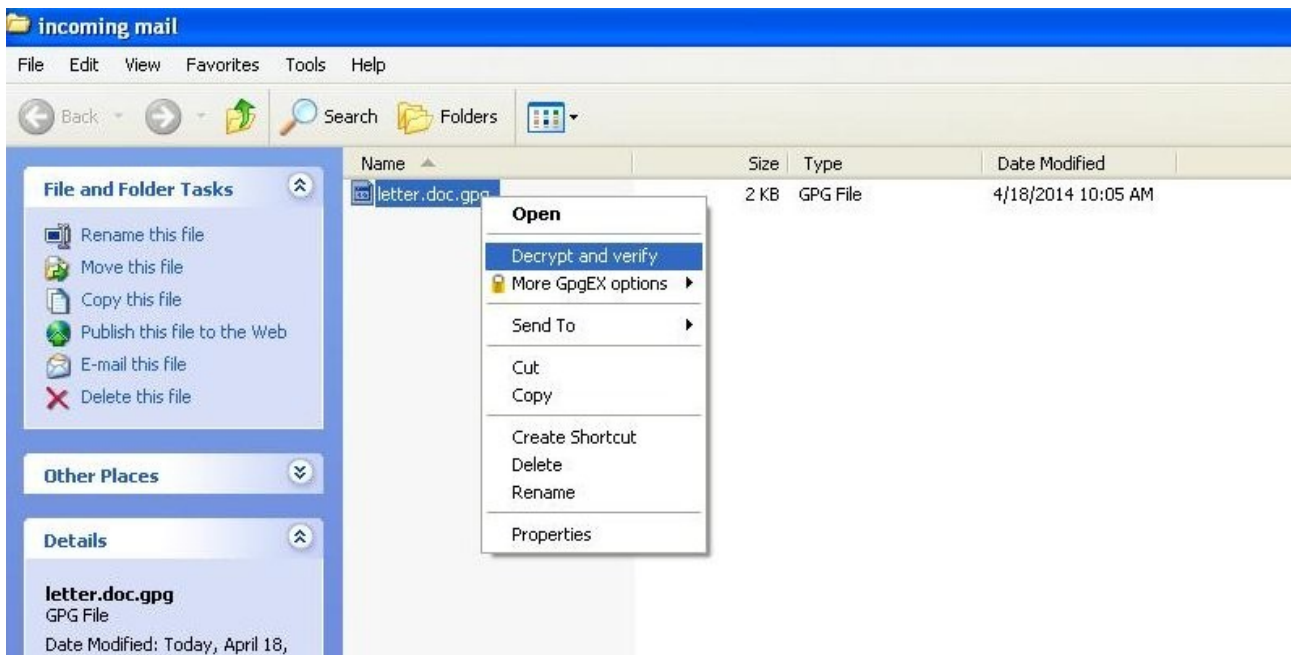 incoming mail
File Edit View Favorites Tools Help
Back Search Folders
Name Size Type Date Modified
File and Folder Tasks
letter.doc.gpg 2 KB GPG File 4/18/2014 10:05 AM
Rename this file
Move this file
Copy this file
Publish this file to the Web
E-mail this file
Delete this file
Open
Decrypt and verify
More GpgEX options
Send To
Cut
Copy
Create Shortcut
Delete
Rename
Properties
Other Places
Details
letter.doc.gpg
GPG File
Date Modified: Today, April 18,